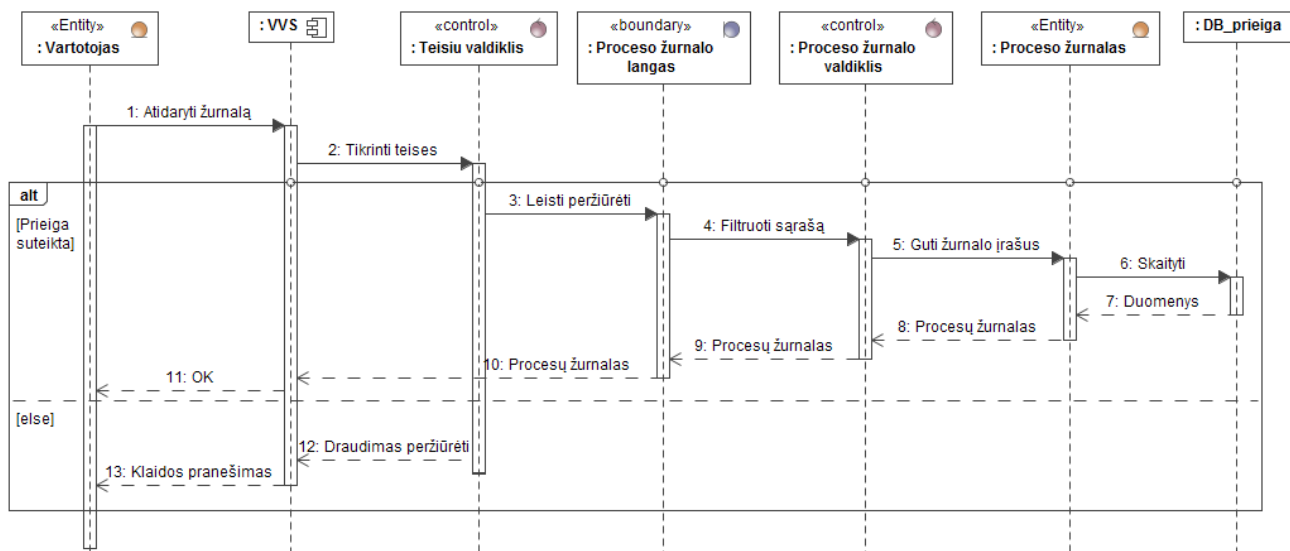 «Entity»
: Vartotojas
: VVS
«control»
: Teisiu valdiklis
«boundary»
: Proceso žurnalo
langas
«control»
: Proceso žurnalo
valdiklis
«Entity»
: Proceso žurnalas
: DB_prieiga
1: Atidaryti žurnalą
2: Tikrinti teises
alt
[Prieiga
suteikta]
3: Leisti peržiūrėti
4: Filtruoti sąrašą
5: Guti žurnalo įrašus
6: Skaityti
7: Duomenys
8: Procesų žurnalas
9: Procesų žurnalas
10: Procesų žurnalas
11: OK
[else]
12: Draudimas peržiūrėti
13: Klaidos pranešimas